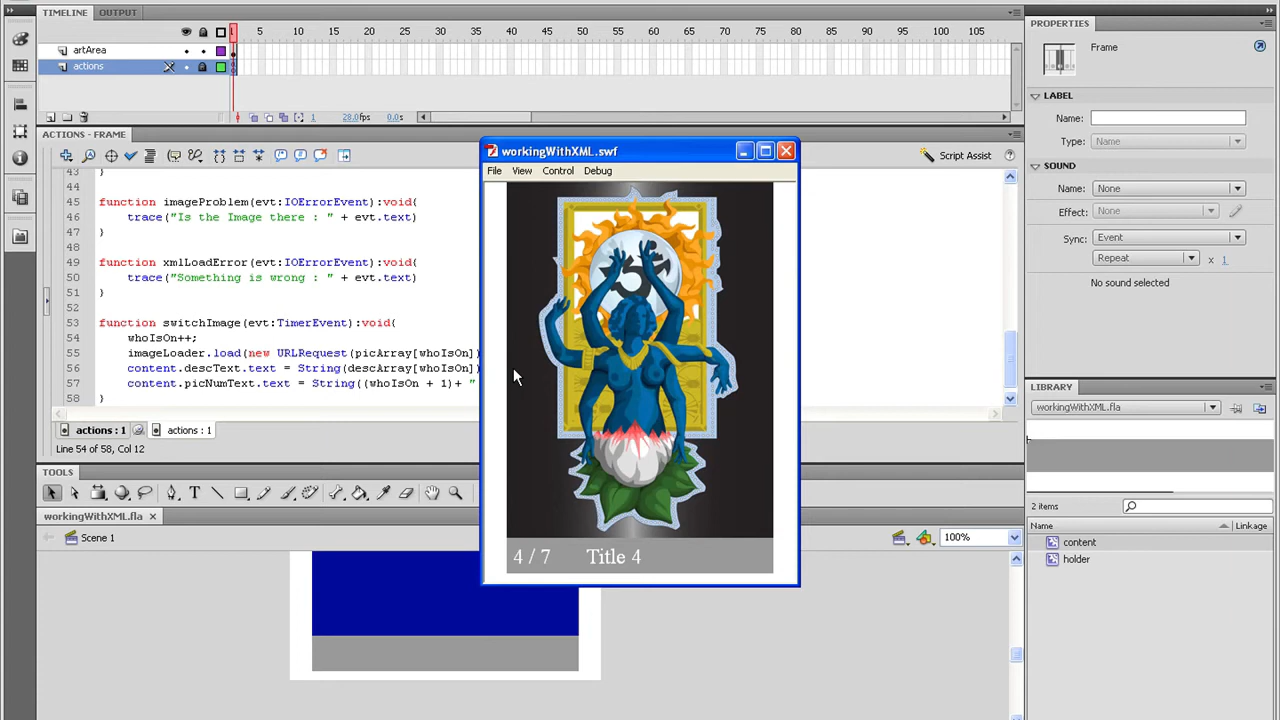 TIMELINE OUTPUT
1 5 10 15 20 25 30 35 40 45 50 55 60 65 70 75 80 85 90 95 100 105
artArea
actions
1 28.0fps 0.0s
ACTIONS - FRAME
Script Assist
43 }
45 function imageProblem(evt:IOErrorEvent):void{
46 trace("Is the Image there : " + evt.text)
47 }
48
49 function xmlLoadError(evt:IOErrorEvent):void{
50 trace("Something is wrong : " + evt.text)
51 }
52
53 function switchImage(evt:TimerEvent):void{
54 whoIsOn++;
55 imageLoader.load(new URLRequest(picArray[whoIsOn])
56 content.descText.text = String(descArray[whoIsOn])
57 content.picNumText.text = String((whoIsOn + 1)+ "
58 }
actions : 1 actions : 1
Line 54 of 58, Col 12
TOOLS
workingWithXML.fla
Scene 1
100%
workingWithXML.swf
File View Control Debug
4 / 7 Title 4
PROPERTIES
Frame
LABEL
Name:
Type: Name
SOUND
Name: None
Effect: None
Sync: Event
Repeat x 1
No sound selected
LIBRARY
workingWithXML.fla
2 items
Name Linkage
content
holder